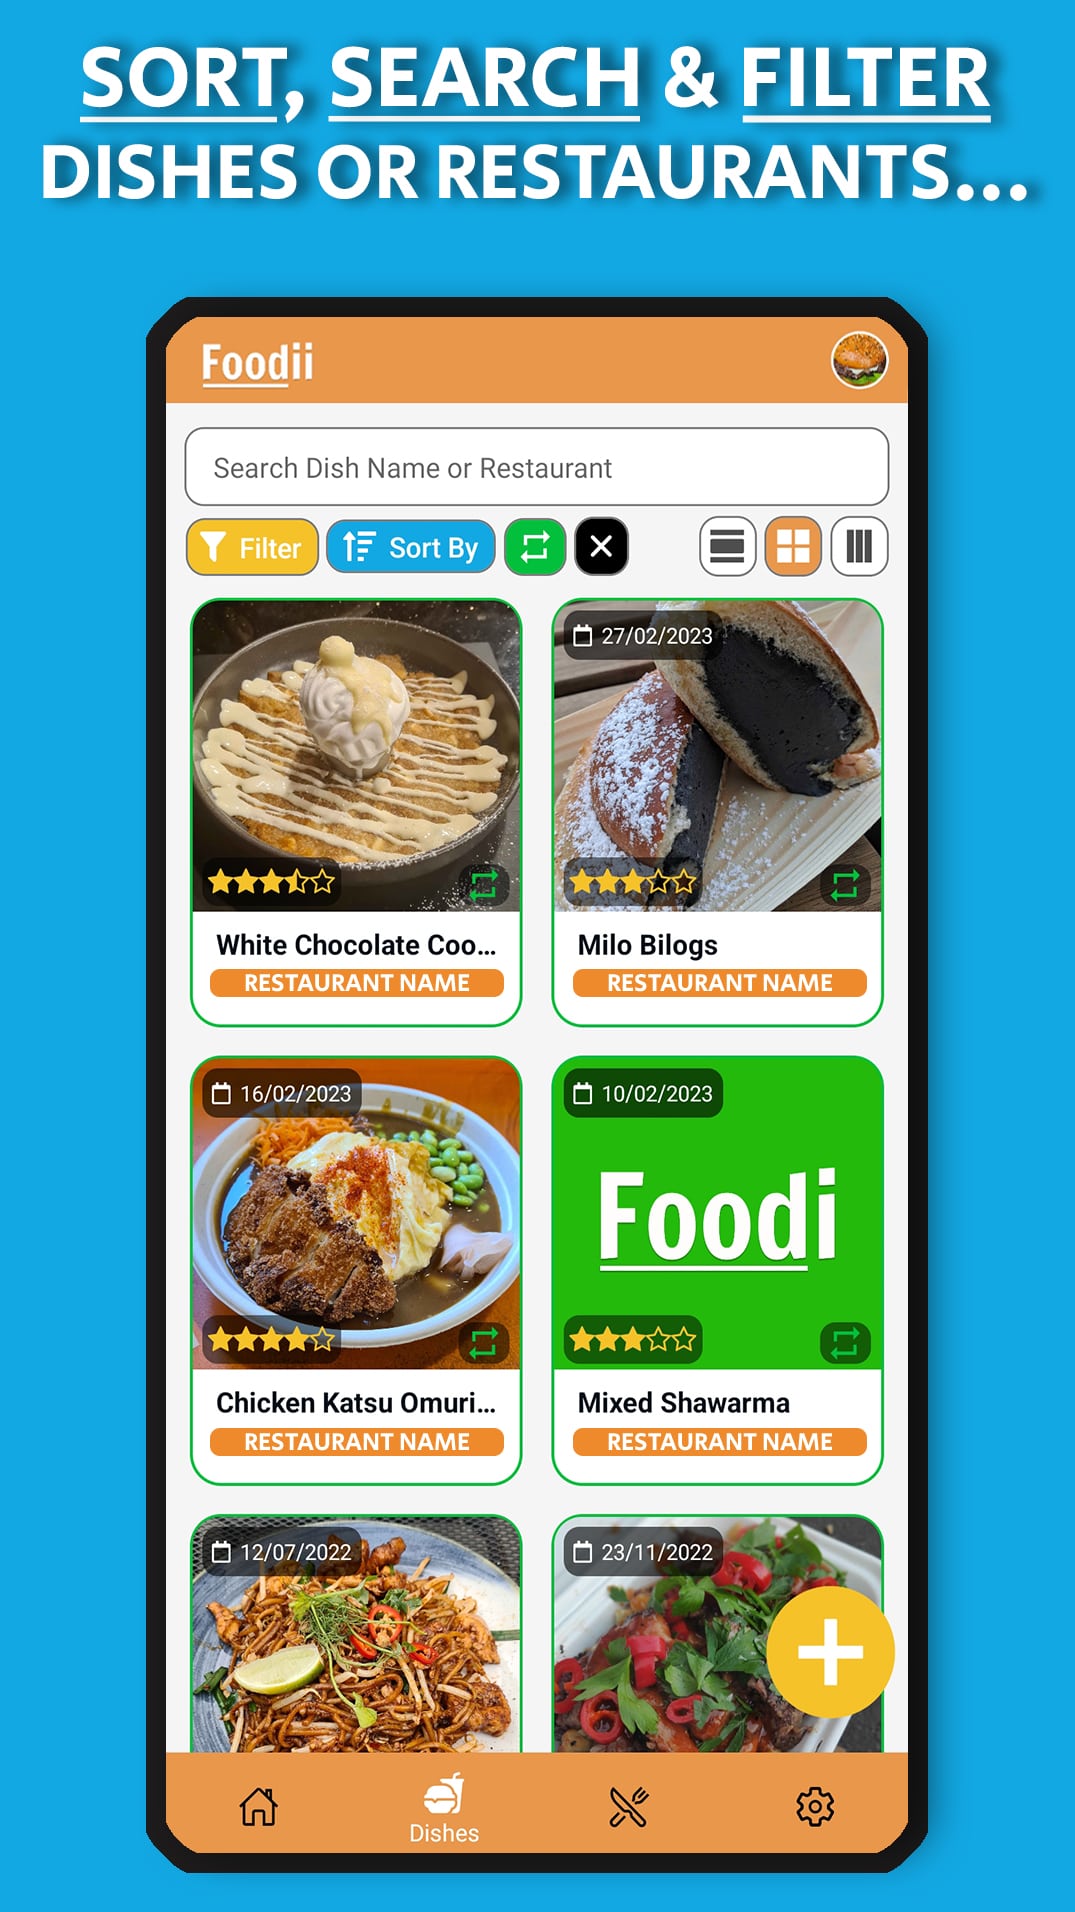 SORT, SEARCH & FILTER
DISHES OR RESTAURANTS...
Foodii
Search Dish Name or Restaurant
Filter
Sort By
27/02/2023
White Chocolate Coo...
Milo Bilogs
RESTAURANT NAME
RESTAURANT NAME
16/02/2023
10/02/2023
Foodi
Chicken Katsu Omuri...
Mixed Shawarma
RESTAURANT NAME
RESTAURANT NAME
12/07/2022
23/11/2022
Dishes